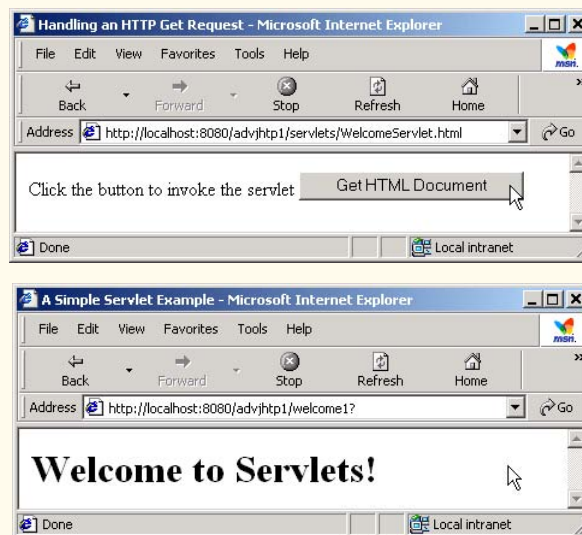 Handling an HTTP Get Request - Microsoft Internet Explorer
File Edit View Favorites Tools Help
msn.
Back Forward Stop Refresh Home »
Address http://localhost:8080/advjhtp1/servlets/WelcomeServlet.html Go
Click the button to invoke the servlet Get HTML Document
Done Local intranet
A Simple Servlet Example - Microsoft Internet Explorer
File Edit View Favorites Tools Help
msn.
Back Forward Stop Refresh Home »
Address http://localhost:8080/advjhtp1/welcome1? Go
Welcome to Servlets!
Done Local intranet